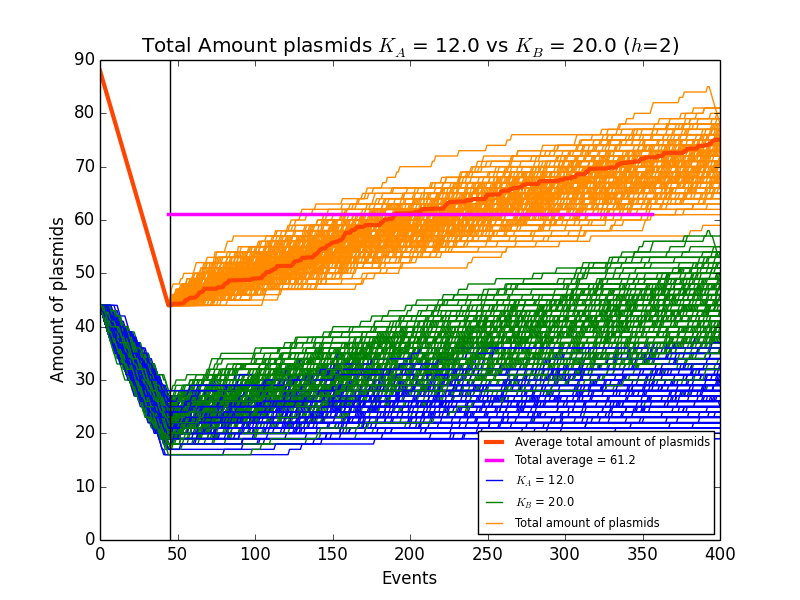 Total Amount plasmids K_A = 12.0 vs K_B = 20.0 (h=2)
Amount of plasmids
90
80
70
60
50
40
30
20
10
0
Average total amount of plasmids
Total average = 61.2
K_A = 12.0
K_B = 20.0
Total amount of plasmids
0 50 100 150 200 250 300 350 400
Events